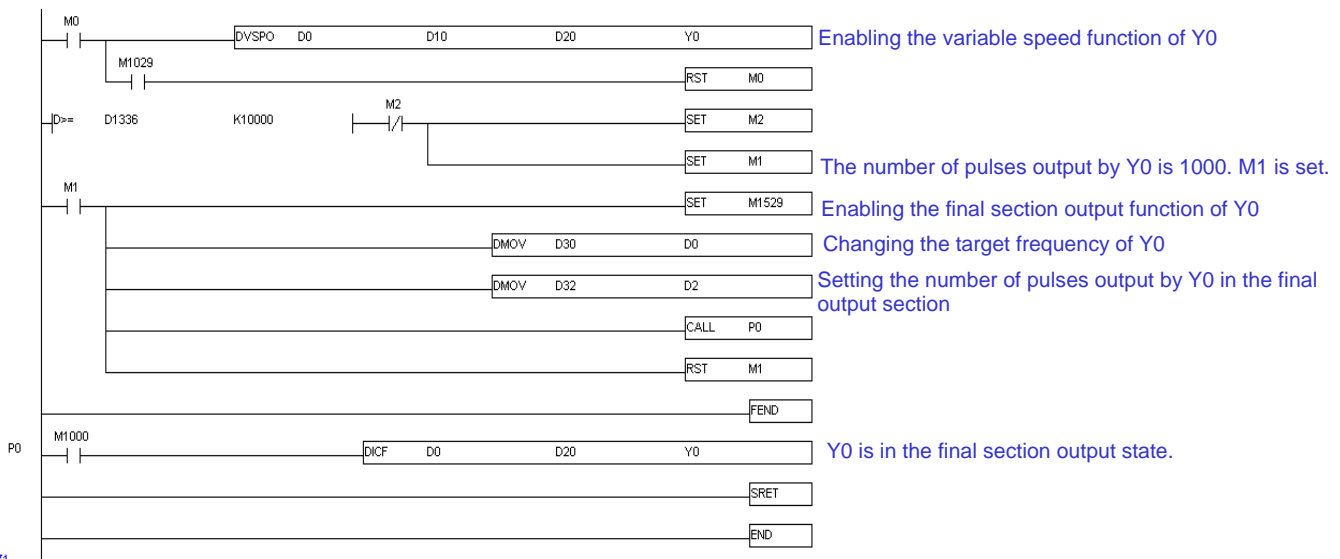 M0
DVSPO D0 D10 D20 Y0 Enabling the variable speed function of Y0
M1029
RST M0
M2
D>= D1336 K10000 SET M2
SET M1 The number of pulses output by Y0 is 1000. M1 is set.
M1
SET M1529 Enabling the final section output function of Y0
DMOV D30 D0 Changing the target frequency of Y0
DMOV D32 D2 Setting the number of pulses output by Y0 in the final
output section
CALL P0
RST M1
FEND
M1000
P0 DICF D0 D20 Y0 Y0 is in the final section output state.
SRET
END